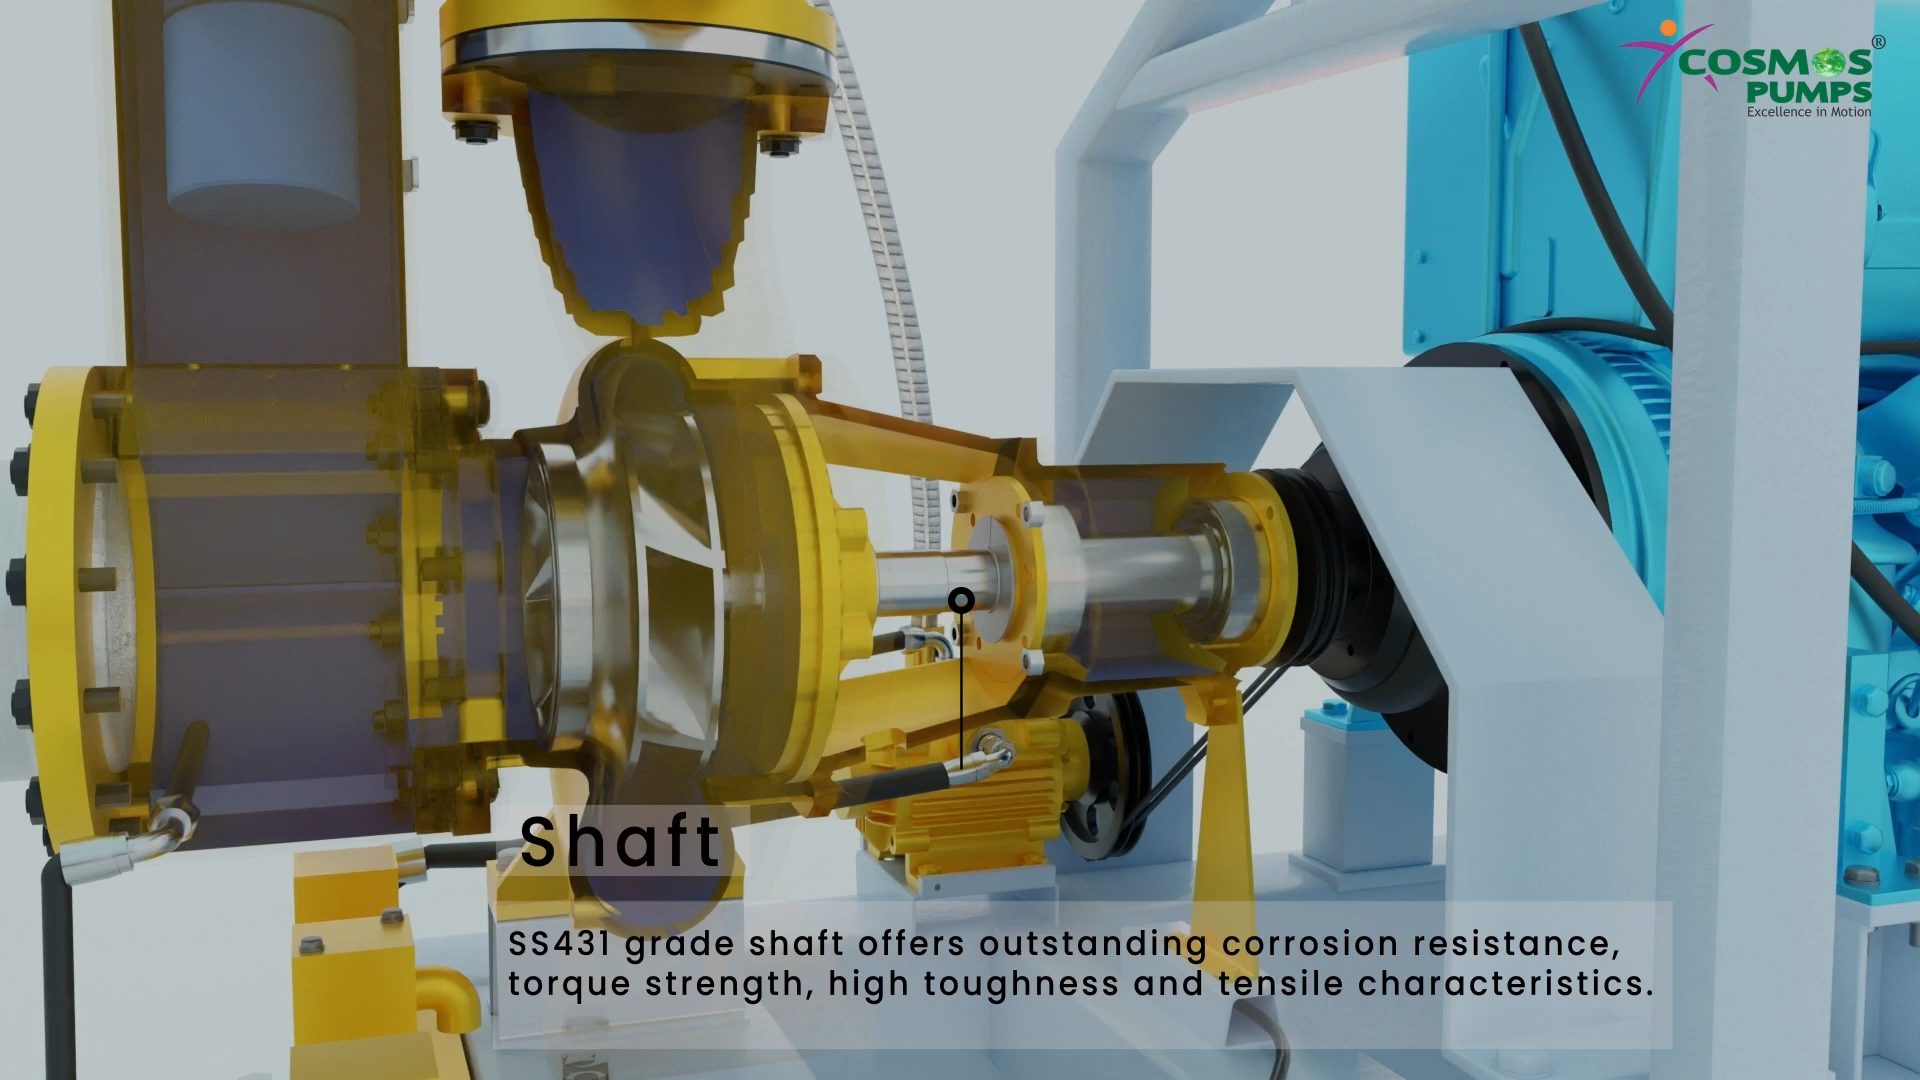 COSMOS®
PUMPS
Excellence in Motion
Shaft
SS431 grade shaft offers outstanding corrosion resistance,
torque strength, high toughness and tensile characteristics.